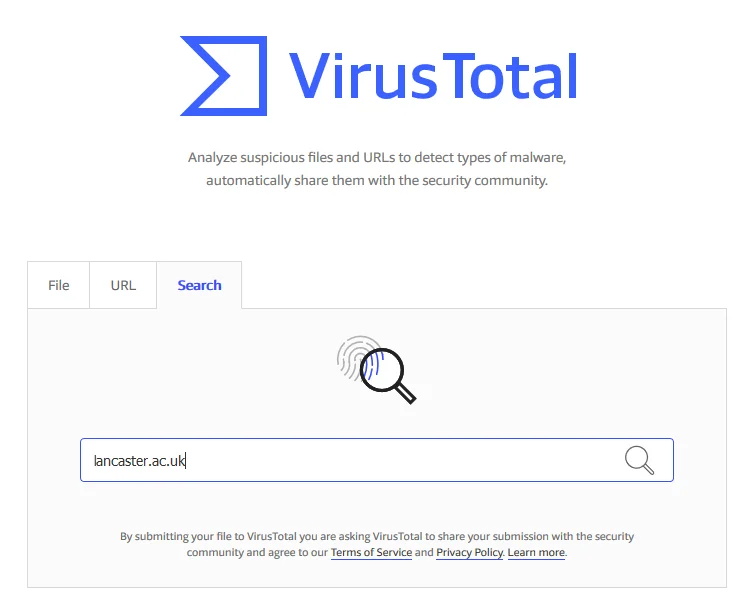 VirusTotal
Analyze suspicious files and URLs to detect types of malware,
automatically share them with the security community.
File URL Search
lancaster.ac.uk
By submitting your file to VirusTotal you are asking VirusTotal to share your submission with the security
community and agree to our Terms of Service and Privacy Policy. Learn more.